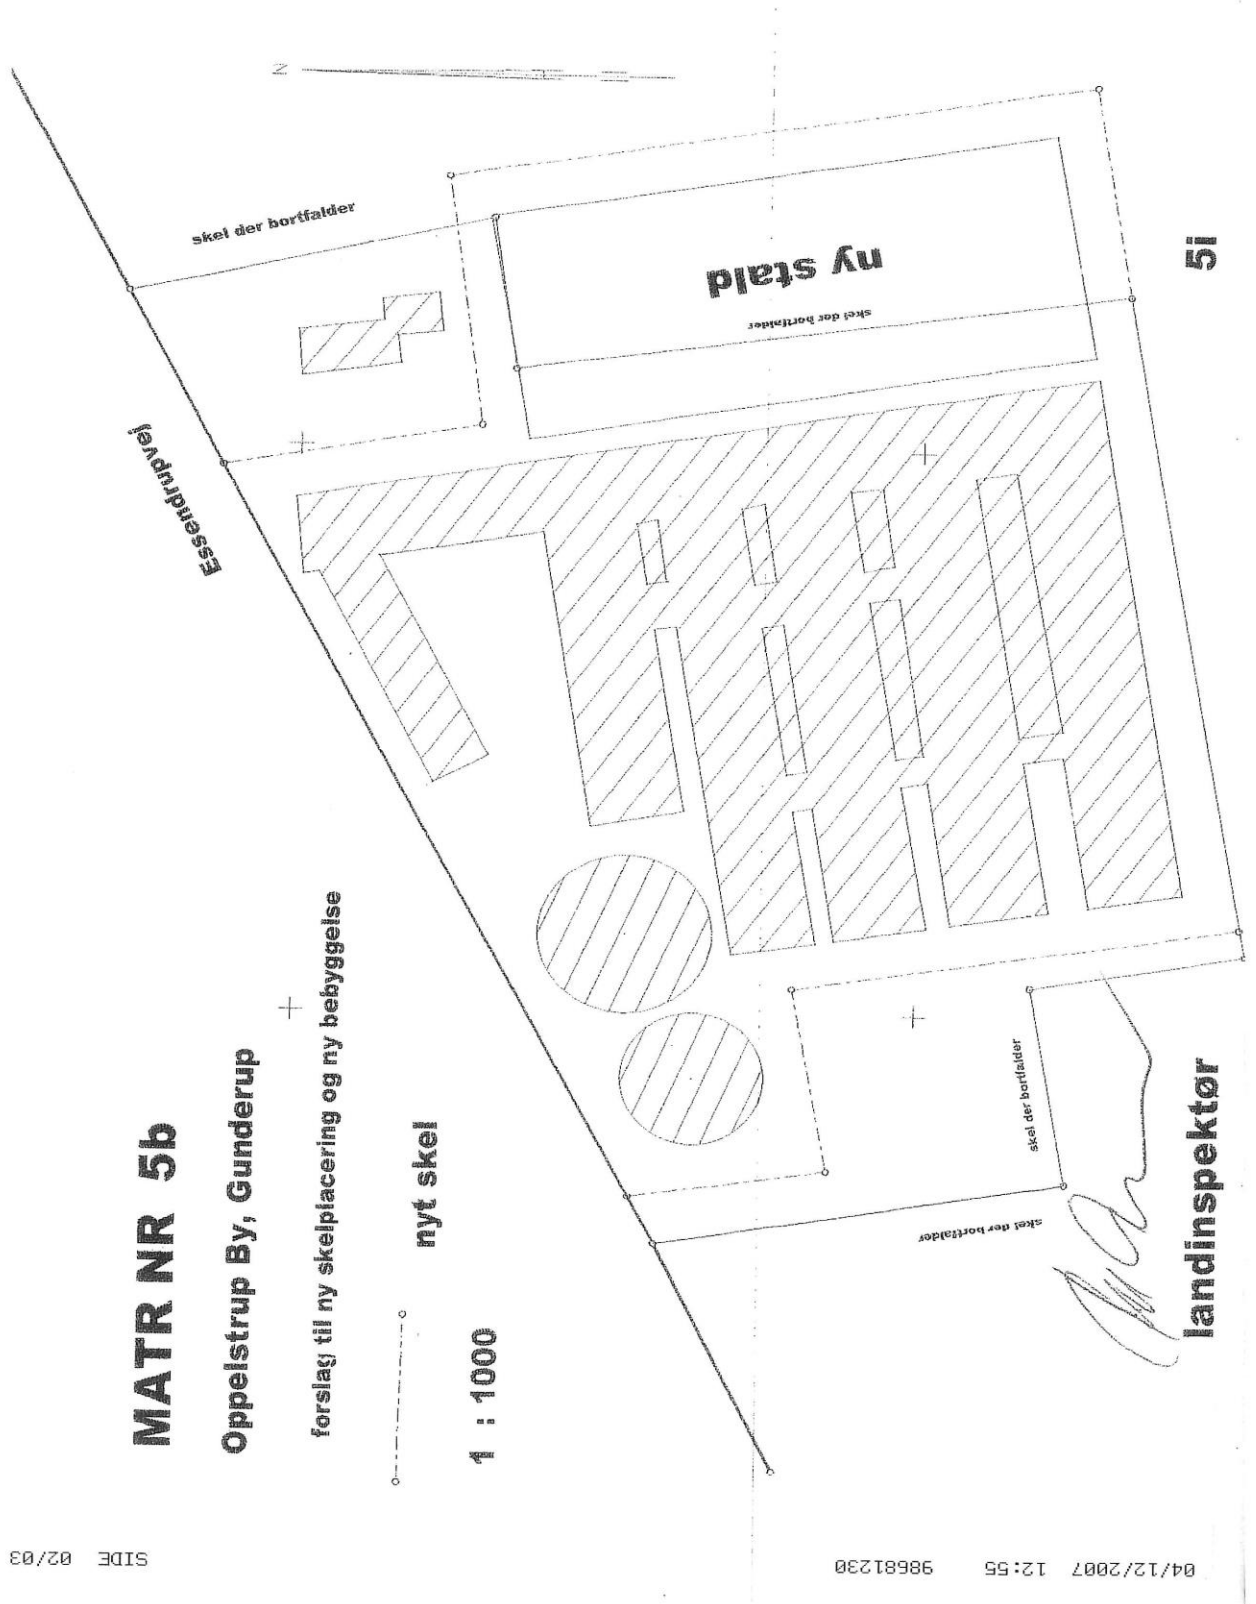 MATR NR 5b
Oppelstrup By, Gunderup
forslag til ny skelplacering og ny bebyggelse
nyt skel
1 : 1000
Essendrupvej
N
skel der bortfalder
ny stald
skel der bortfalder
5i
skel der bortfalder
skel der bortfalder
landinspektør
04/12/2007 12:55 98681230
SIDE 02/03